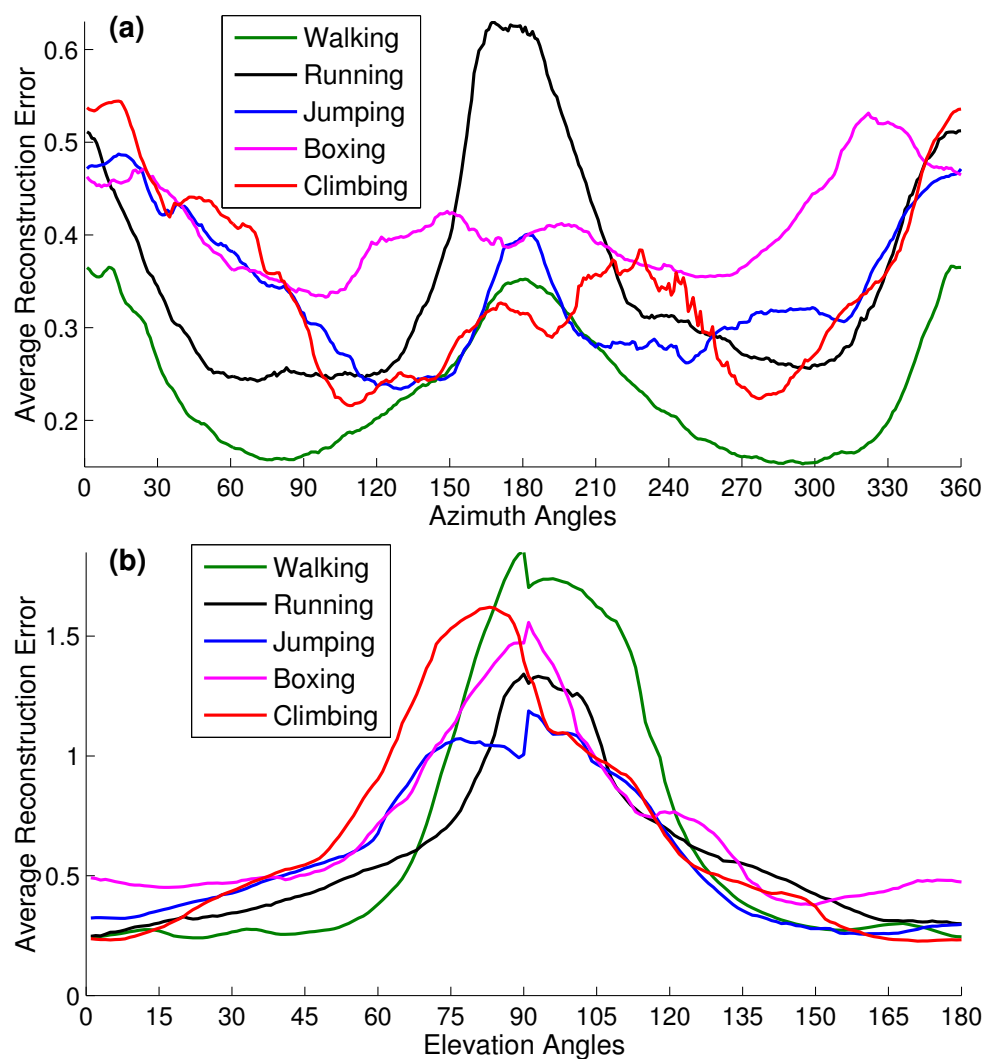 (a)
Walking
Running
Jumping
Boxing
Climbing
Average Reconstruction Error
0.6
0.5
0.4
0.3
0.2
0 30 60 90 120 150 180 210 240 270 300 330 360
Azimuth Angles
(b)
Walking
Running
Jumping
Boxing
Climbing
Average Reconstruction Error
1.5
1
0.5
0
0 15 30 45 60 75 90 105 120 135 150 165 180
Elevation Angles